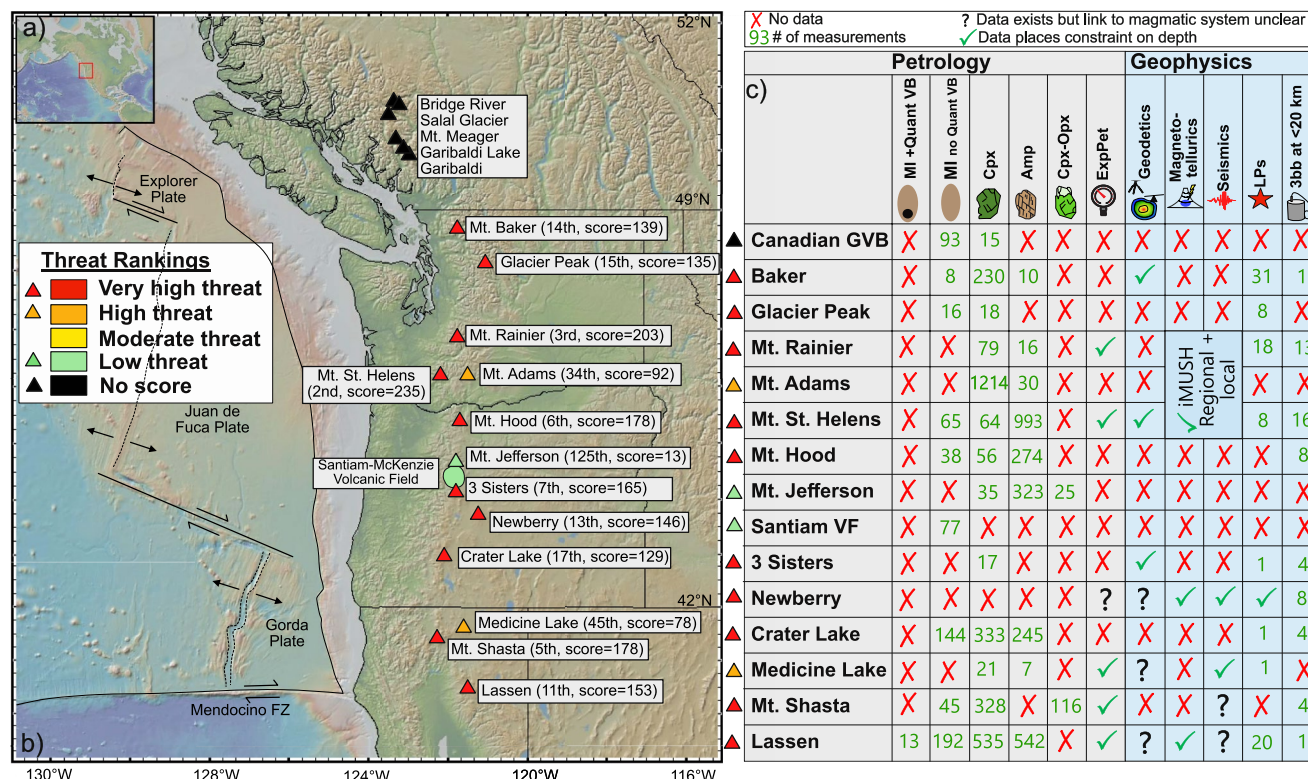 a)
52°N
Bridge River
Salal Glacier
Mt. Meager
Garibaldi Lake
Garibaldi
Explorer
Plate
49°N
Mt. Baker (14th, score=139)
Glacier Peak (15th, score=135)
Threat Rankings
Very high threat
High threat
Moderate threat
Low threat
No score
Mt. Rainier (3rd, score=203)
Mt. St. Helens
(2nd, score=235)
Mt. Adams (34th, score=92)
Juan de
Fuca Plate
Mt. Hood (6th, score=178)
Mt. Jefferson (125th, score=13)
Santiam-McKenzie
Volcanic Field
3 Sisters (7th, score=165)
Newberry (13th, score=146)
Crater Lake (17th, score=129)
42°N
Gorda
Plate
Medicine Lake (45th, score=78)
Mt. Shasta (5th, score=178)
Lassen (11th, score=153)
Mendocino FZ
b)
130°W 128°W 124°W 120°W 116°W
✗ No data ? Data exists but link to magmatic system unclear
93 # of measurements ✓ Data places constraint on depth
Petrology Geophysics
c) MI +Quant VB MI no Quant VB Cpx Amp Cpx-Opx ExpPet Geodetics Magneto-tellurics Seismics LPs 3bb at <20 km
Canadian GVB ✗ 93 15 ✗ ✗ ✗ ✗ ✗ ✗ ✗ ✗
Baker ✗ 8 230 10 ✗ ✗ ✓ ✗ ✗ 31 1
Glacier Peak ✗ 16 18 ✗ ✗ ✗ ✗ ✗ ✗ 8 ✗
Mt. Rainier ✗ ✗ 79 16 ✗ ✓ ✗ 18 13
Mt. Adams ✗ ✗ 1214 30 ✗ ✗ ✗ ✗ ✗
✓ iMUSH
Regional +
local
Mt. St. Helens ✗ 65 64 993 ✗ ✓ ✓ 8 16
Mt. Hood ✗ 38 56 274 ✗ ✗ ✗ ✗ ✗ ✗ 8
Mt. Jefferson ✗ ✗ 35 323 25 ✗ ✗ ✗ ✗ ✗ ✗
Santiam VF ✗ 77 ✗ ✗ ✗ ✗ ✗ ✗ ✗ ✗ ✗
3 Sisters ✗ ✗ 17 ✗ ✗ ✗ ✓ ✗ ✗ 1 4
Newberry ✗ ✗ ✗ ✗ ✗ ? ? ✓ ✓ ✓ 8
Crater Lake ✗ 144 333 245 ✗ ✗ ✗ ✗ ✗ 1 4
Medicine Lake ✗ ✗ 21 7 ✗ ✓ ? ✗ ✓ 1 ✗
Mt. Shasta ✗ 45 328 ✗ 116 ✓ ✗ ✗ ? ✗ 4
Lassen 13 192 535 542 ✗ ✓ ? ✓ ? 20 1